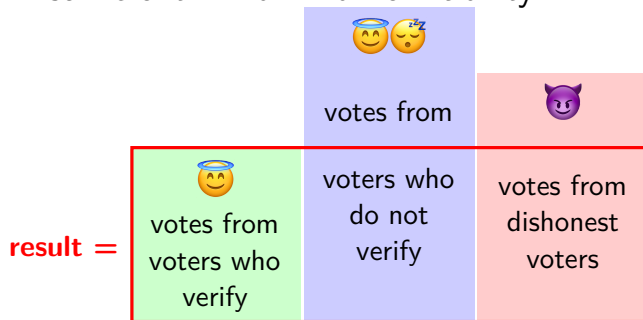 result =
votes from
voters who
verify
votes from
voters who
do not
verify
votes from
dishonest
voters